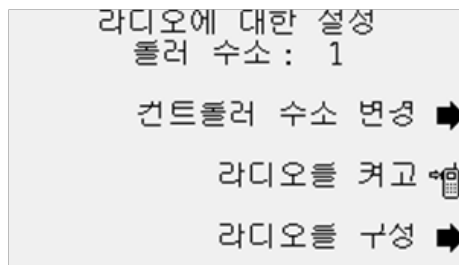 라디오에 대한 설정
롤러 수소: 1
컨트롤러 수소 변경
라디오를 켜고
라디오를 구성